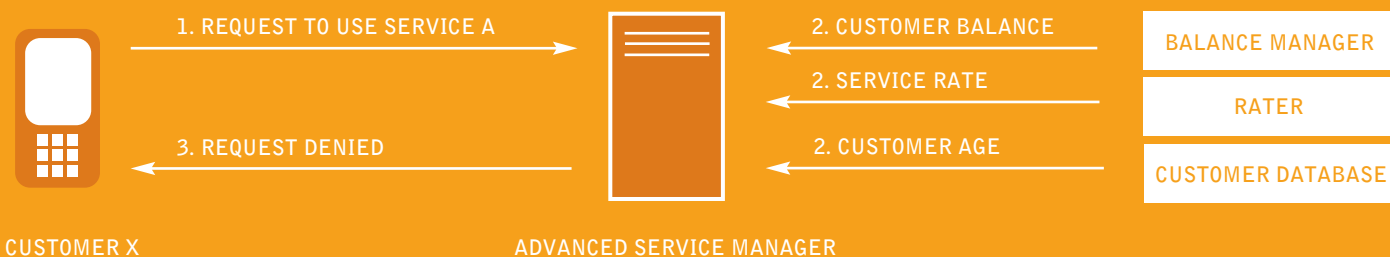 1. REQUEST TO USE SERVICE A
2. CUSTOMER BALANCE
BALANCE MANAGER
2. SERVICE RATE
RATER
3. REQUEST DENIED
2. CUSTOMER AGE
CUSTOMER DATABASE
CUSTOMER X
ADVANCED SERVICE MANAGER